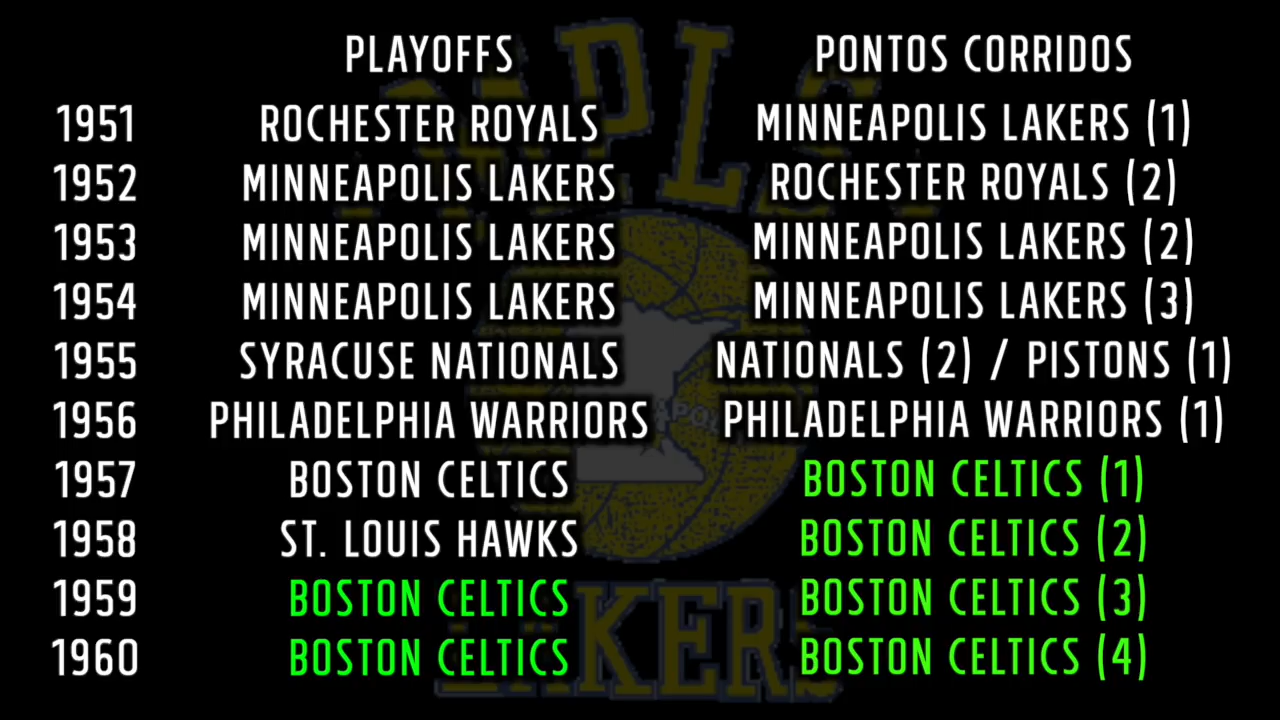 PLAYOFFS PONTOS CORRIDOS
1951 ROCHESTER ROYALS MINNEAPOLIS LAKERS (1)
1952 MINNEAPOLIS LAKERS ROCHESTER ROYALS (2)
1953 MINNEAPOLIS LAKERS MINNEAPOLIS LAKERS (2)
1954 MINNEAPOLIS LAKERS MINNEAPOLIS LAKERS (3)
1955 SYRACUSE NATIONALS NATIONALS (2) / PISTONS (1)
1956 PHILADELPHIA WARRIORS PHILADELPHIA WARRIORS (1)
1957 BOSTON CELTICS BOSTON CELTICS (1)
1958 ST. LOUIS HAWKS BOSTON CELTICS (2)
1959 BOSTON CELTICS BOSTON CELTICS (3)
1960 BOSTON CELTICS BOSTON CELTICS (4)
LAKERS